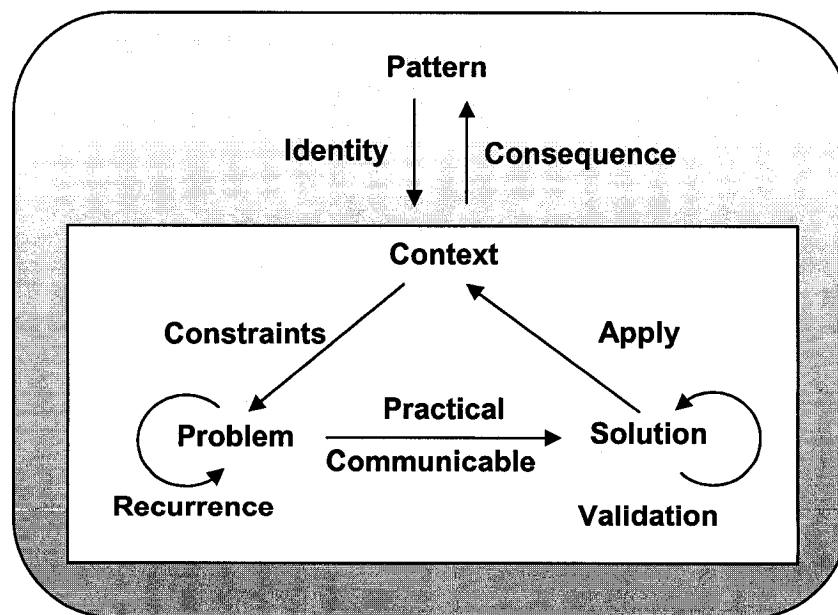 Pattern
Identity
Consequence
Context
Constraints
Apply
Practical
Problem
Solution
Communicable
Recurrence
Validation